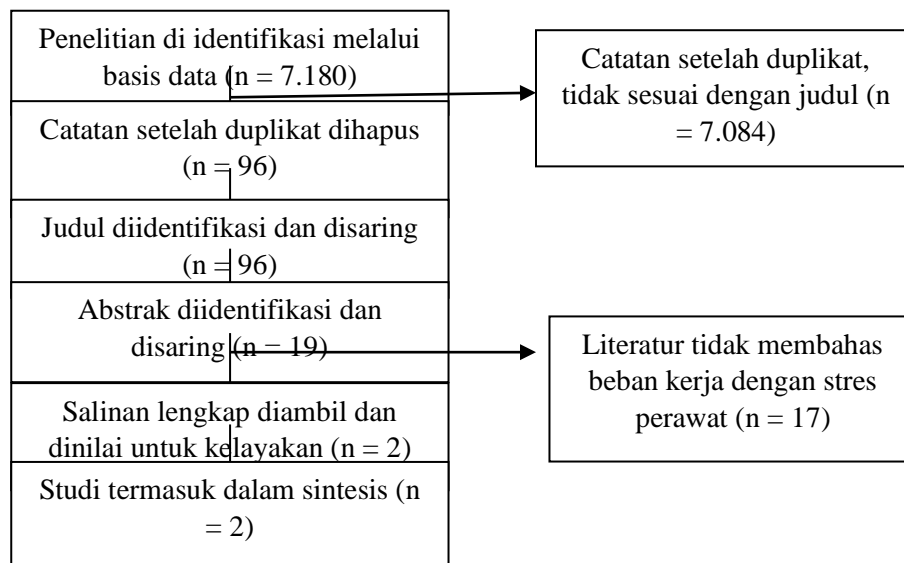 Penelitian di identifikasi melalui
basis data (n = 7.180)
Catatan setelah duplikat,
tidak sesuai dengan judul (n
= 7.084)
Catatan setelah duplikat dihapus
(n = 96)
Judul diidentifikasi dan disaring
(n = 96)
Abstrak diidentifikasi dan
disaring (n = 19)
Literatur tidak membahas
beban kerja dengan stres
perawat (n = 17)
Salinan lengkap diambil dan
dinilai untuk kelayakan (n = 2)
Studi termasuk dalam sintesis (n
= 2)